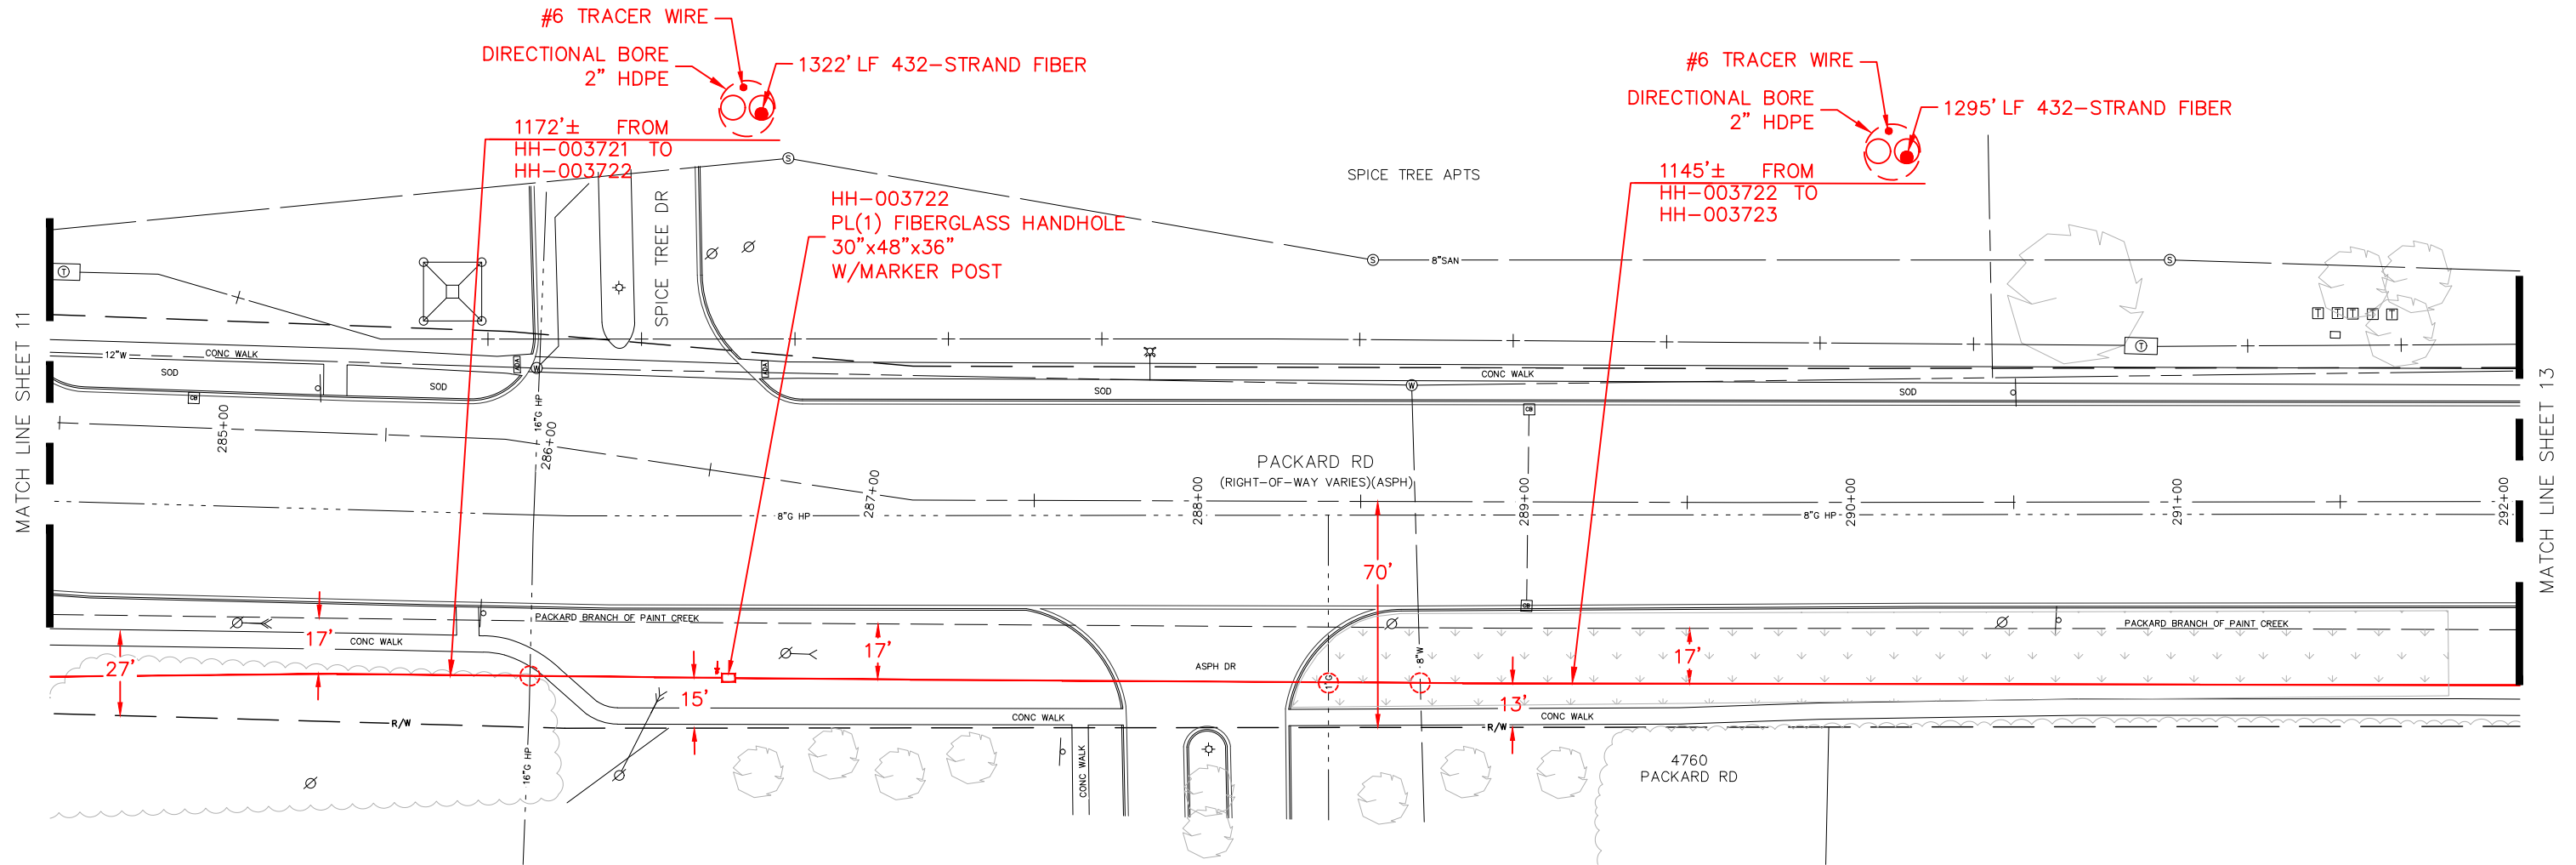 #6 TRACER WIRE
DIRECTIONAL BORE
2" HDPE
1322' LF 432-STRAND FIBER
1172'± FROM
HH-003721 TO
HH-003722
HH-003722
PL(1) FIBERGLASS HANDHOLE
30"x48"x36"
W/MARKER POST
#6 TRACER WIRE
DIRECTIONAL BORE
2" HDPE
1295' LF 432-STRAND FIBER
1145'± FROM
HH-003722 TO
HH-003723
SPICE TREE APTS
SPICE TREE DR
8"SAN
MATCH LINE SHEET 11
MATCH LINE SHEET 13
T
S
S
S
T
T
T
T
T
T
12"W
CONC WALK
SOD
SOD
ADA
ADA
W
W
CONC WALK
SOD
SOD
CB
CB
16"G HP
285+00
286+00
287+00
288+00
289+00
290+00
291+00
292+00
PACKARD RD
(RIGHT-OF-WAY VARIES)(ASPH)
8"G HP
8"G HP
70'
CB
PACKARD BRANCH OF PAINT CREEK
PACKARD BRANCH OF PAINT CREEK
CONC WALK
17'
27'
17'
15'
ASPH DR
1"G
8"W
17'
13'
CONC WALK
CONC WALK
R/W
R/W
16"G HP
CONC WALK
4760
PACKARD RD